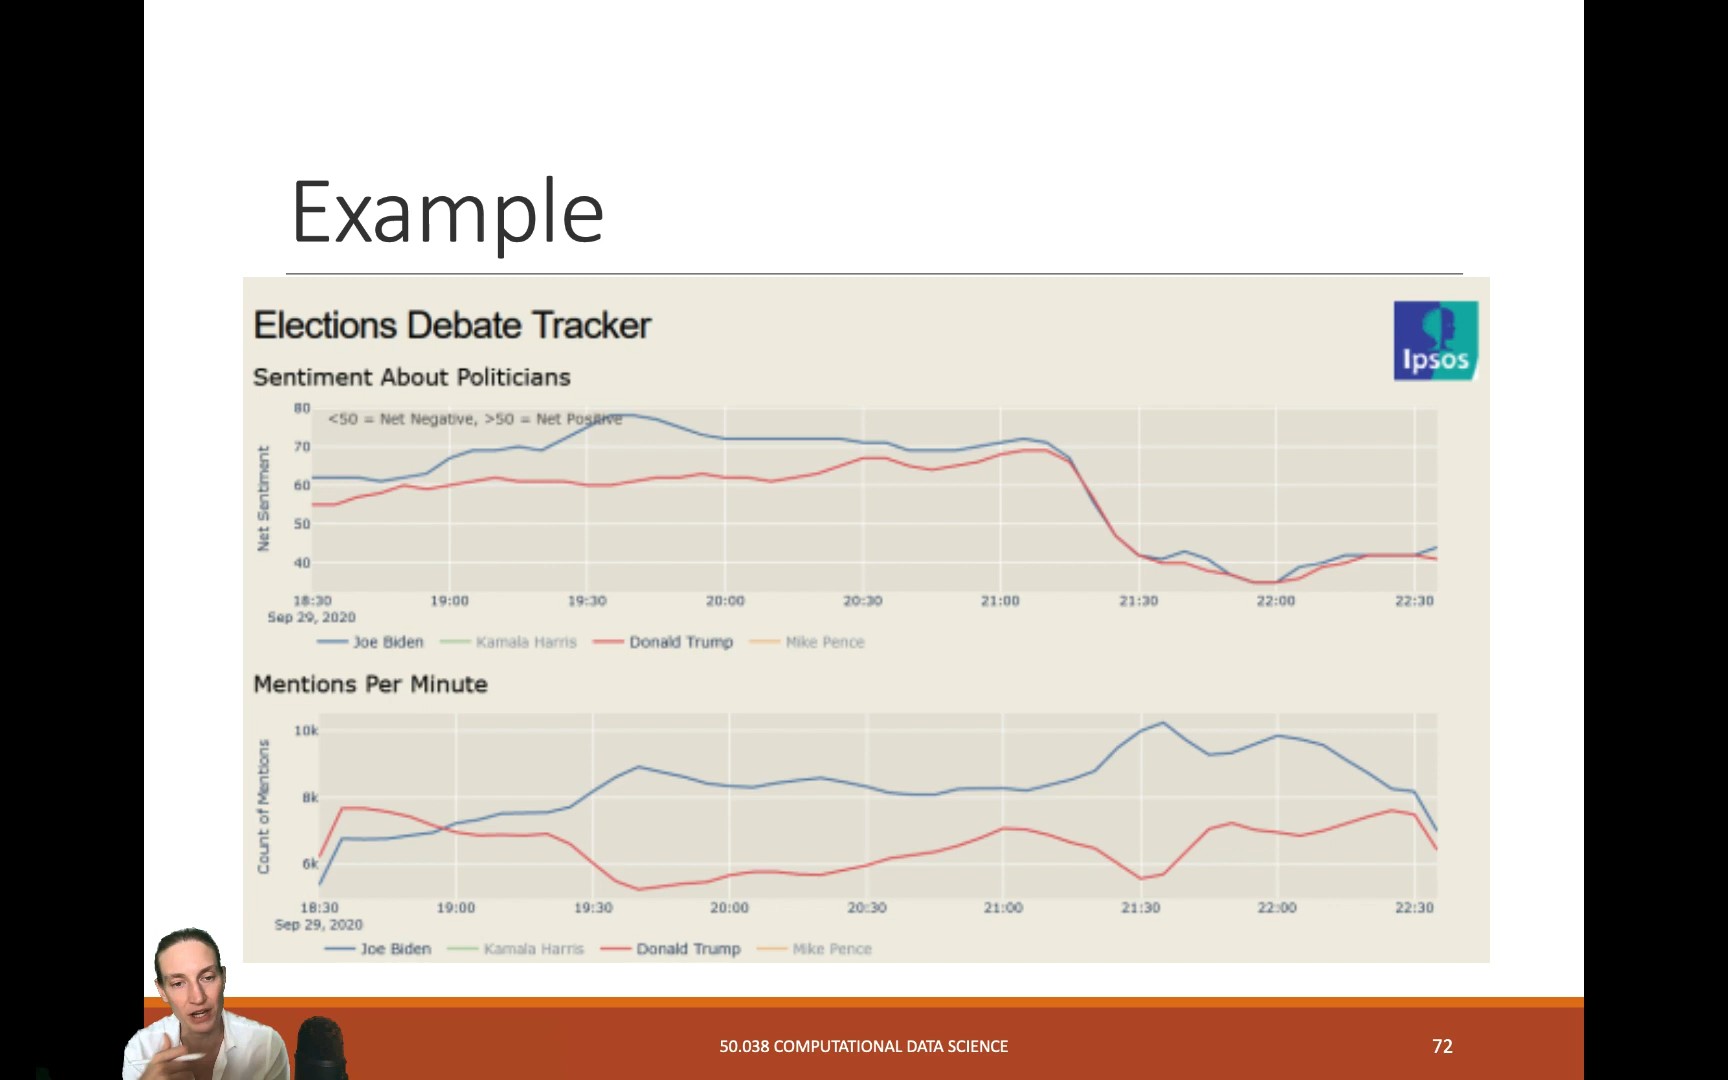 Example
Elections Debate Tracker
Ipsos
Sentiment About Politicians
80
<50 = Net Negative, >50 = Net Positive
70
60
50
40
Net Sentiment
18:30 19:00 19:30 20:00 20:30 21:00 21:30 22:00 22:30
Sep 29, 2020
Joe Biden Kamala Harris Donald Trump Mike Pence
Mentions Per Minute
10k
8k
6k
Count of Mentions
18:30 19:00 19:30 20:00 20:30 21:00 21:30 22:00 22:30
Sep 29, 2020
Joe Biden Kamala Harris Donald Trump Mike Pence
50.038 COMPUTATIONAL DATA SCIENCE
72